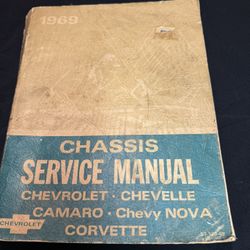 1969
CHASSIS
SERVICE MANUAL
CHEVROLET · CHEVELLE
CAMARO · Chevy NOVA
CORVETTE
CHEVROLET